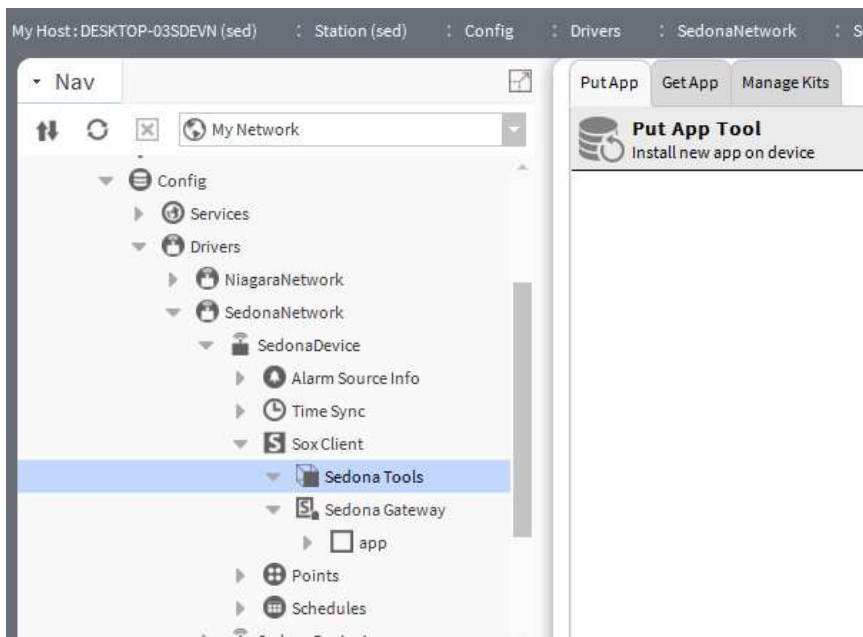 My Host : DESKTOP-03SDEVN (sed) : Station (sed) : Config : Drivers : SedonaNetwork :
Nav
My Network
Config
Services
Drivers
NiagaraNetwork
SedonaNetwork
SedonaDevice
Alarm Source Info
Time Sync
Sox Client
Sedona Tools
Sedona Gateway
app
Points
Schedules
Put App Get App Manage Kits
Put App Tool
Install new app on device